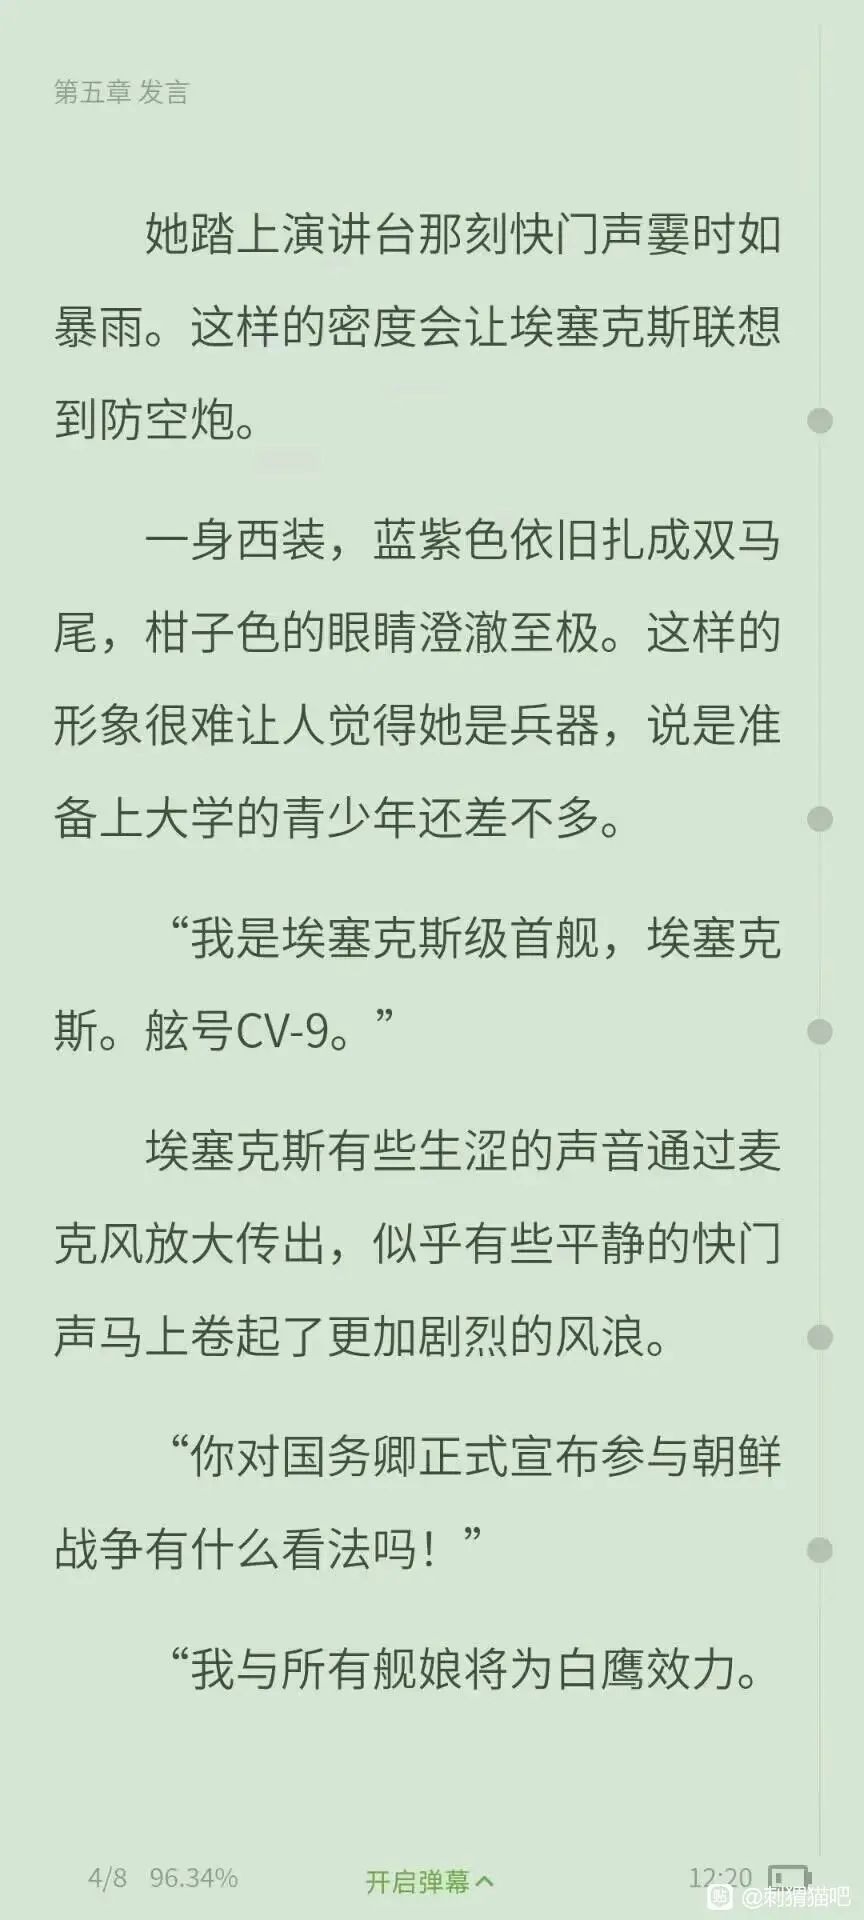 第五章 发言
她踏上演讲台那刻快门声霎时如
暴雨。这样的密度会让埃塞克斯联想
到防空炮。
一身西装，蓝紫色依旧扎成双马
尾，柑子色的眼睛澄澈至极。这样的
形象很难让人觉得她是兵器，说是准
备上大学的青少年还差不多。
“我是埃塞克斯级首舰，埃塞克
斯。舷号CV-9。”
埃塞克斯有些生涩的声音通过麦
克风放大传出，似乎有些平静的快门
声马上卷起了更加剧烈的风浪。
“你对国务卿正式宣布参与朝鲜
战争有什么看法吗！”
“我与所有舰娘将为白鹰效力。
4/8 96.34% 开启弹幕 12:20
贴 @刺猬猫吧